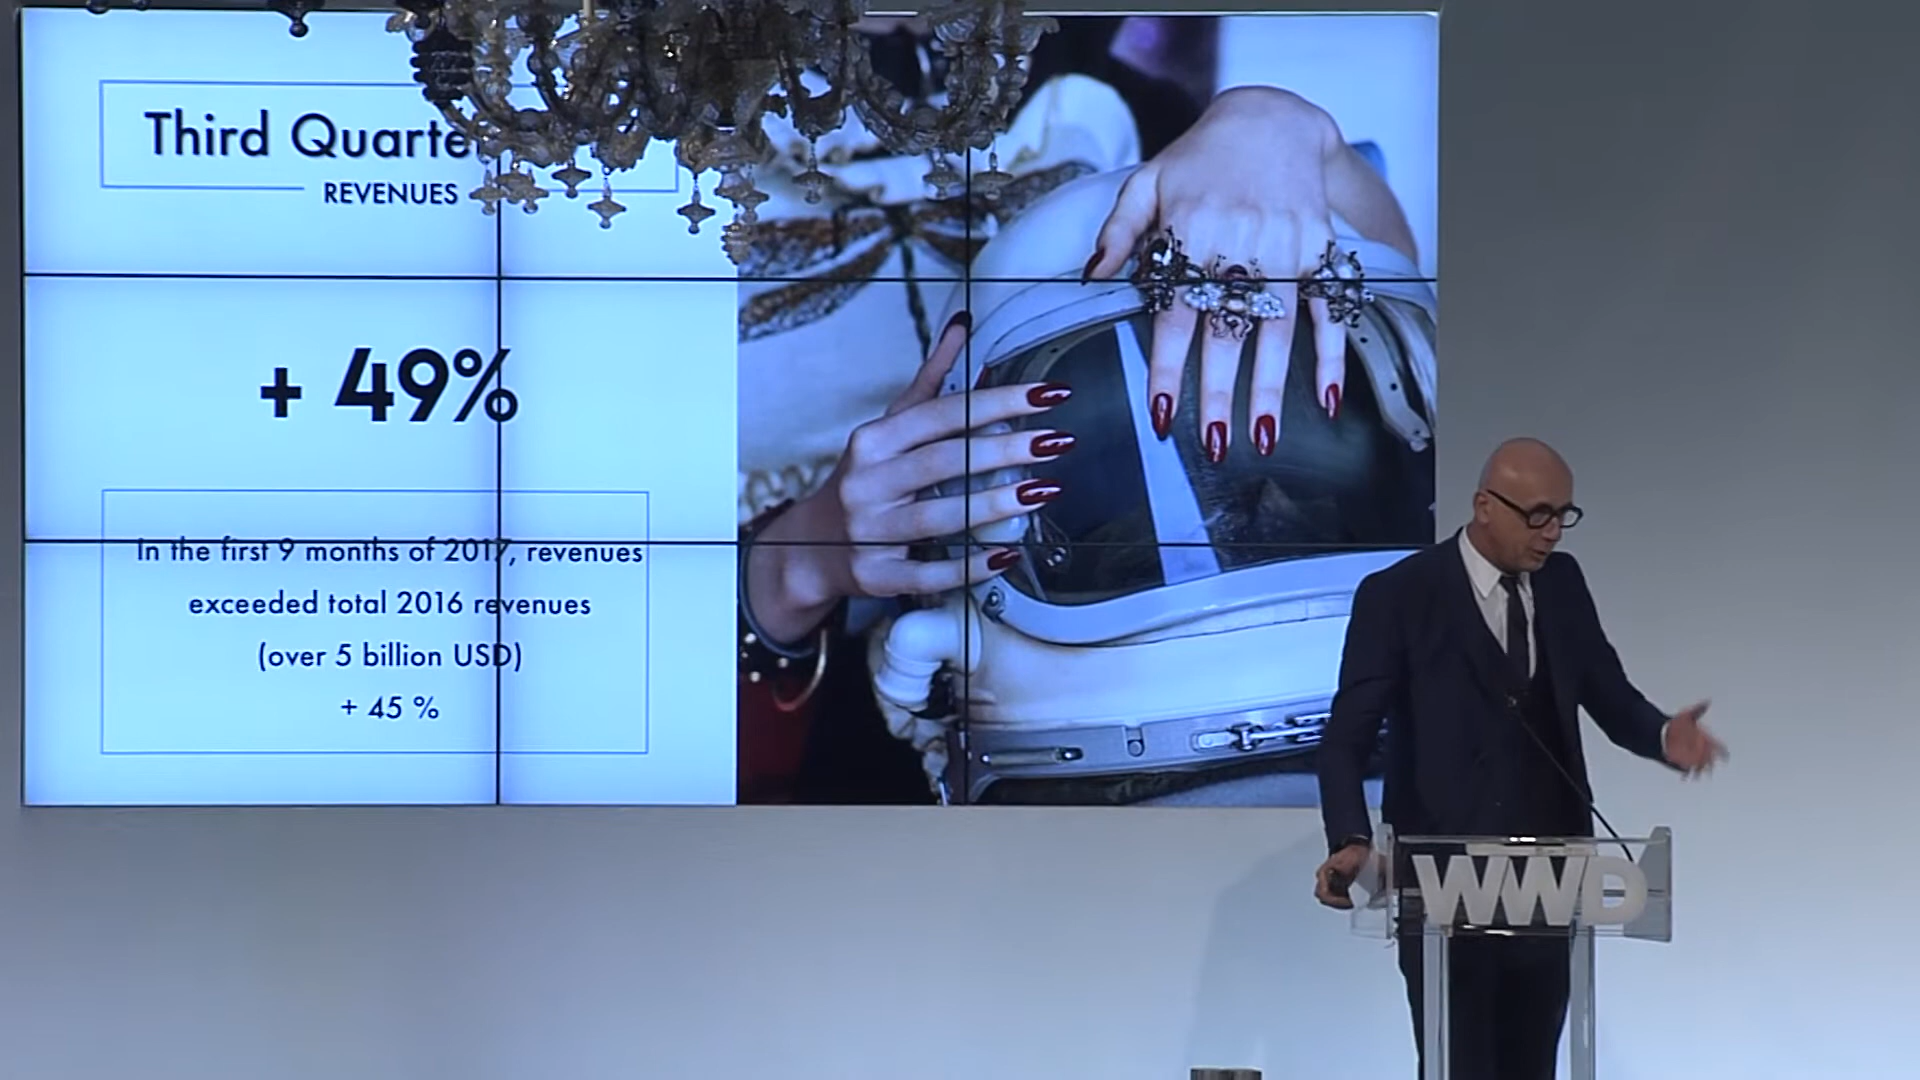 Third Quarte
REVENUES
+ 49%
In the first 9 months of 2017, revenues
exceeded total 2016 revenues
(over 5 billion USD)
+ 45 %
WWD